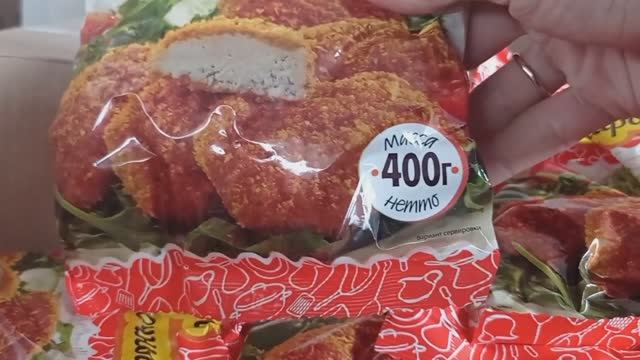 Масса
400г
нетто
Вариант сервировки